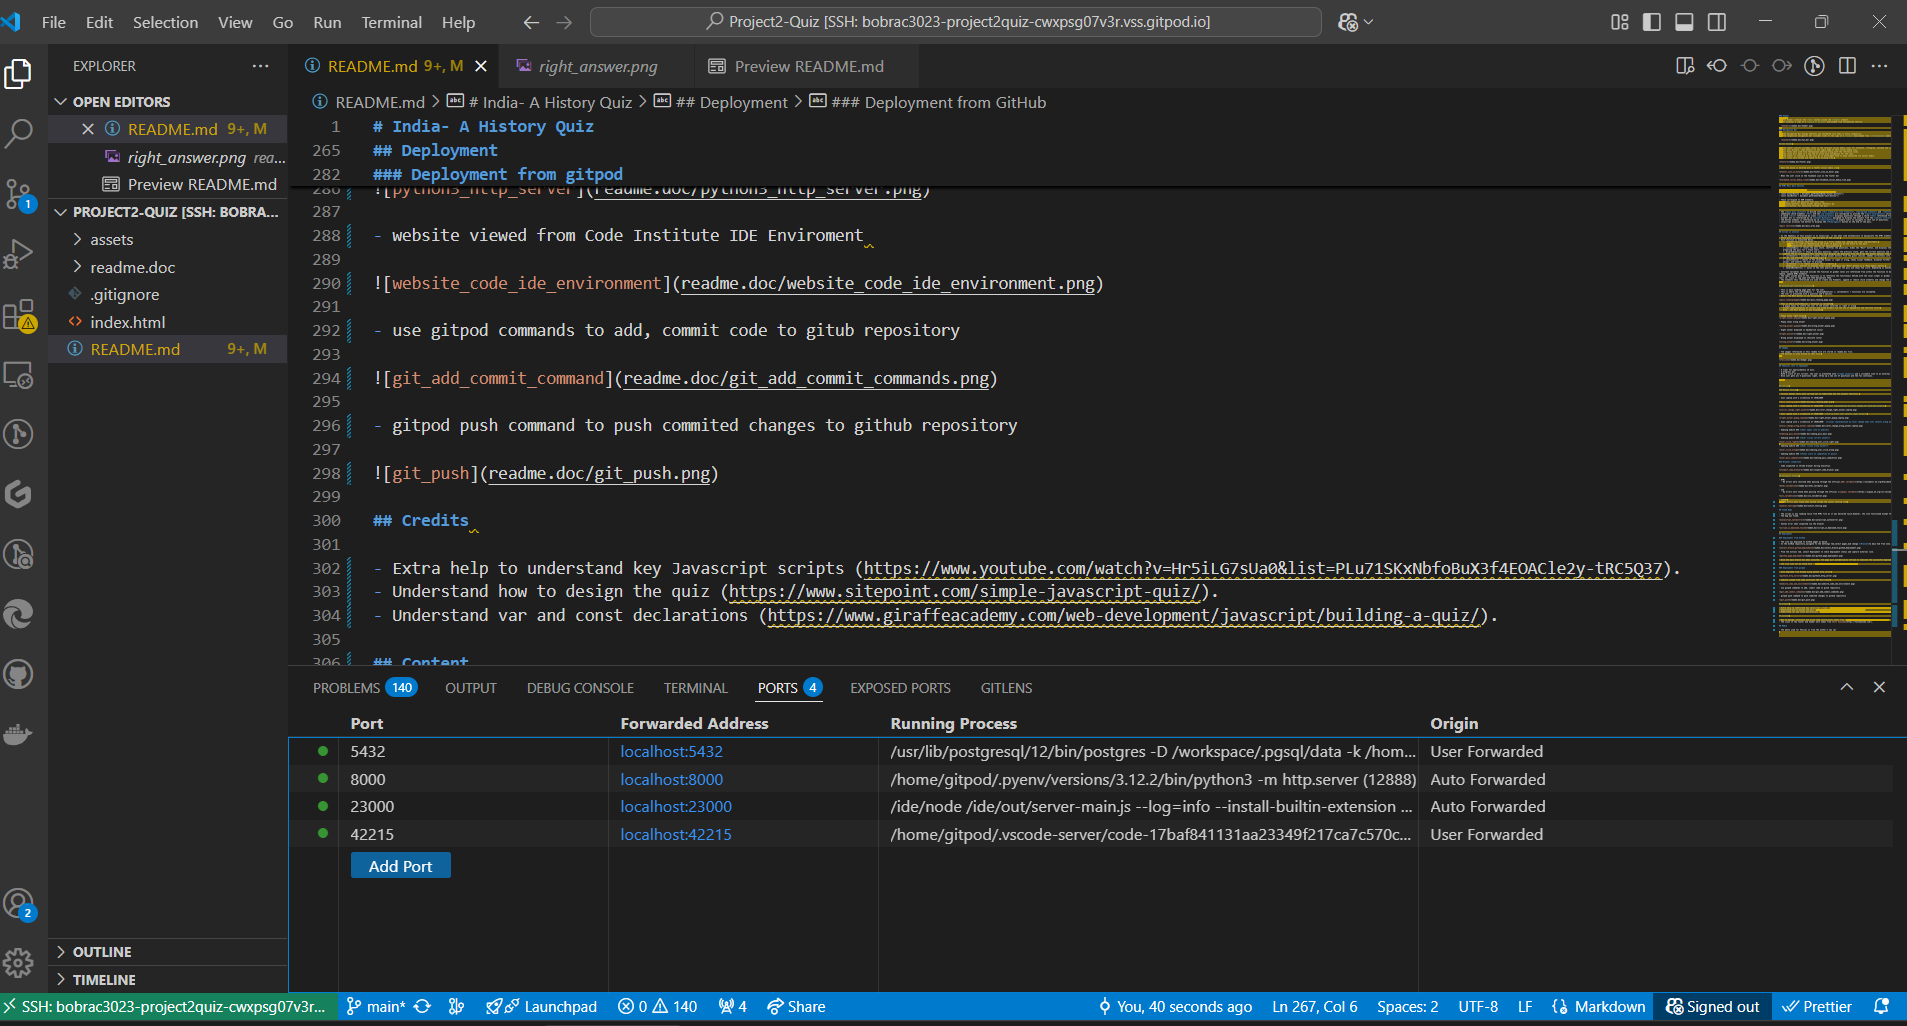 File Edit Selection View Go Run Terminal Help
Project2-Quiz [SSH: bobrac3023-project2quiz-cwxpsg07v3r.vss.gitpod.io]
EXPLORER
OPEN EDITORS
README.md 9+, M
right_answer.png rea...
Preview README.md
PROJECT2-QUIZ [SSH: BOBRA...
assets
readme.doc
.gitignore
index.html
README.md 9+, M
OUTLINE
TIMELINE
1
2
README.md 9+, M
right_answer.png
Preview README.md
README.md > # India- A History Quiz > ## Deployment > ### Deployment from GitHub
1 # India- A History Quiz
265 ## Deployment
282 ### Deployment from gitpod
286 ![python3_http_server](readme.doc/python3_http_server.png)
287
288 - website viewed from Code Institute IDE Enviroment
289
290 ![website_code_ide_environment](readme.doc/website_code_ide_environment.png)
291
292 - use gitpod commands to add, commit code to gitub repository
293
294 ![git_add_commit_command](readme.doc/git_add_commit_commands.png)
295
296 - gitpod push command to push commited changes to github repository
297
298 ![git_push](readme.doc/git_push.png)
299
300 ## Credits
301
302 - Extra help to understand key Javascript scripts (https://www.youtube.com/watch?v=Hr5iLG7sUa0&list=PLu71SKxNbfoBuX3f4EOACle2y-tRC5Q37).
303 - Understand how to design the quiz (https://www.sitepoint.com/simple-javascript-quiz/).
304 - Understand var and const declarations (https://www.giraffeacademy.com/web-development/javascript/building-a-quiz/).
305
306 ## Content
PROBLEMS 140 OUTPUT DEBUG CONSOLE TERMINAL PORTS 4 EXPOSED PORTS GITLENS
Port Forwarded Address Running Process Origin
5432 localhost:5432 /usr/lib/postgresql/12/bin/postgres -D /workspace/.pgsql/data -k /hom... User Forwarded
8000 localhost:8000 /home/gitpod/.pyenv/versions/3.12.2/bin/python3 -m http.server (12888) Auto Forwarded
23000 localhost:23000 /ide/node /ide/out/server-main.js --log=info --install-builtin-extension ... Auto Forwarded
42215 localhost:42215 /home/gitpod/.vscode-server/code-17baf841131aa23349f217ca7c570c... User Forwarded
Add Port
SSH: bobrac3023-project2quiz-cwxpsg07v3r... main* Launchpad 0 140 4 Share You, 40 seconds ago Ln 267, Col 6 Spaces: 2 UTF-8 LF Markdown Signed out Prettier